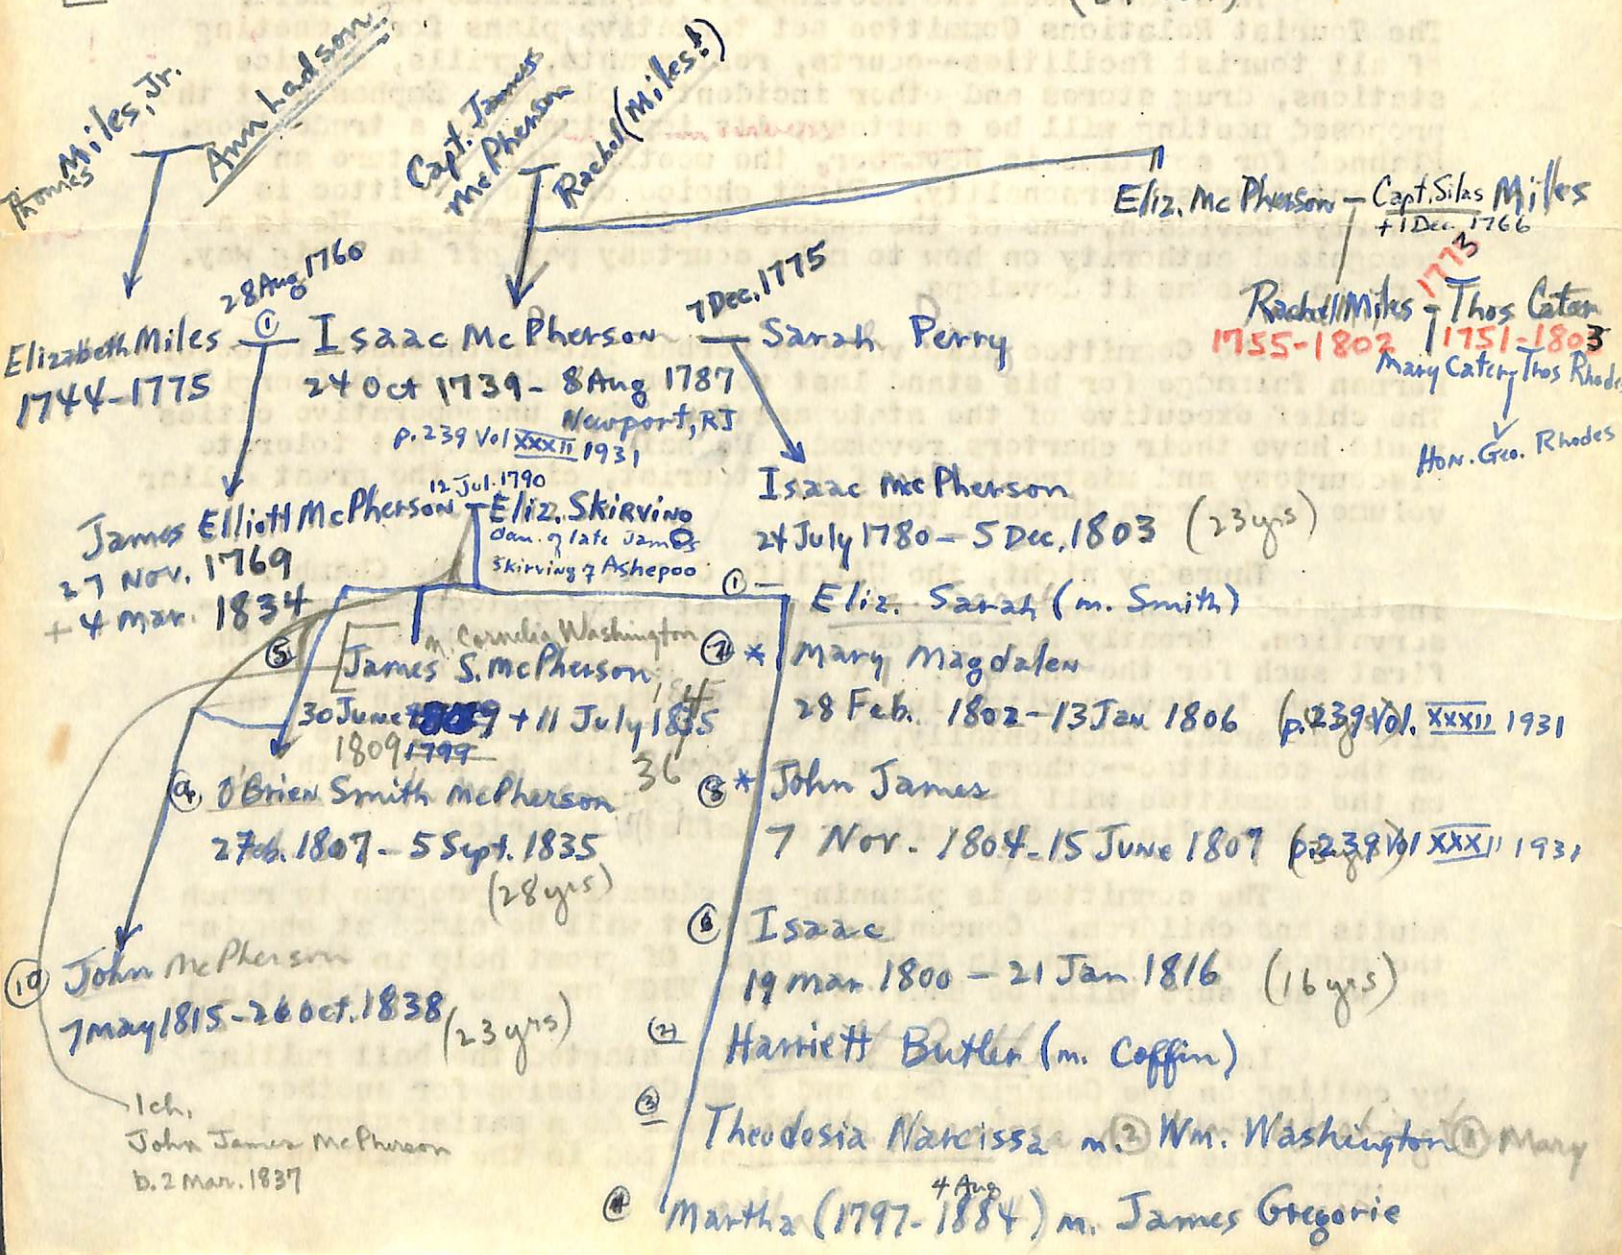 Thomas Miles, Jr.
Ann Ladson
Capt. James McPherson
Rachel (Miles!)
Eliz. McPherson - Capt. Silas Miles
+ 1 Dec. 1766
28 Aug 1760
7 Dec. 1775
1773
Rachel Miles - Thos Cater
1755-1802 1751-1803
Mary Cater - Thos Rhodes
Hon. Geo. Rhodes
Elizabeth Miles ① Isaac McPherson - Sarah Perry
1744-1775
24 Oct 1739 - 8 Aug 1787
Newport, RI
p. 239 Vol XXXII 1931
12 Jul. 1790
James Elliott McPherson - Eliz. Skirving
27 Nov. 1769
+ 4 Mar. 1834
dau. of late James
Skirving of Ashepoo
Isaac McPherson
24 July 1780 - 5 Dec. 1803 (23 yrs)
① - Eliz. Sarah (m. Smith)
m. Cornelia Washington
⑤ James S. McPherson
30 June 1809 + 11 July 1845
1809 1799
36
* Mary Magdalen
28 Feb. 1802 - 13 Jan 1806 (p. 239 Vol. XXXII 1931
⑨ O'Brien Smith McPherson
2 Feb. 1807 - 5 Sept. 1835
(28 yrs)
⑧ * John James
7 Nov. 1804 - 15 June 1807 (p. 239 Vol XXXII 1931
⑥ Isaac
19 Mar 1800 - 21 Jan 1816 (16 yrs)
⑩ John McPherson
7 May 1815 - 26 Oct. 1838 (23 yrs)
② Harriett Butler (m. Coffin)
③ Theodosia Narcissa m. ② Wm. Washington ① Mary
④ Martha (1797 - 4 Aug 1884) m. James Gregorie
Ich,
John James McPherson
b. 2 Mar. 1837